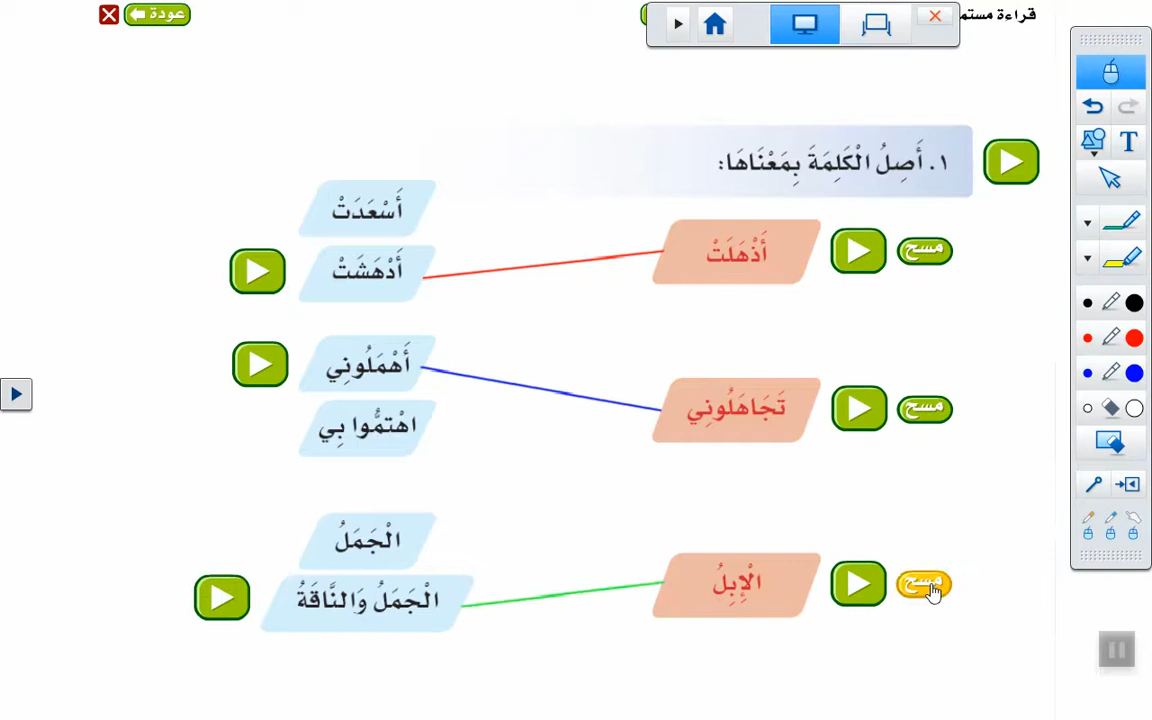 قراءة مستم
عودة
١. أَصِلُ الْكَلِمَةَ بِمَعْنَاهَا:
أَسْعَدَتْ
مسح
أَذْهَلَتْ
أَدْهَشَتْ
أَهْمَلُونِي
مسح
تَجَاهَلُونِي
اهْتمُّوا بِي
الْجَمَلُ
مسح
الْإِبِلُ
الْجَمَلُ وَالنَّاقَةُ
T